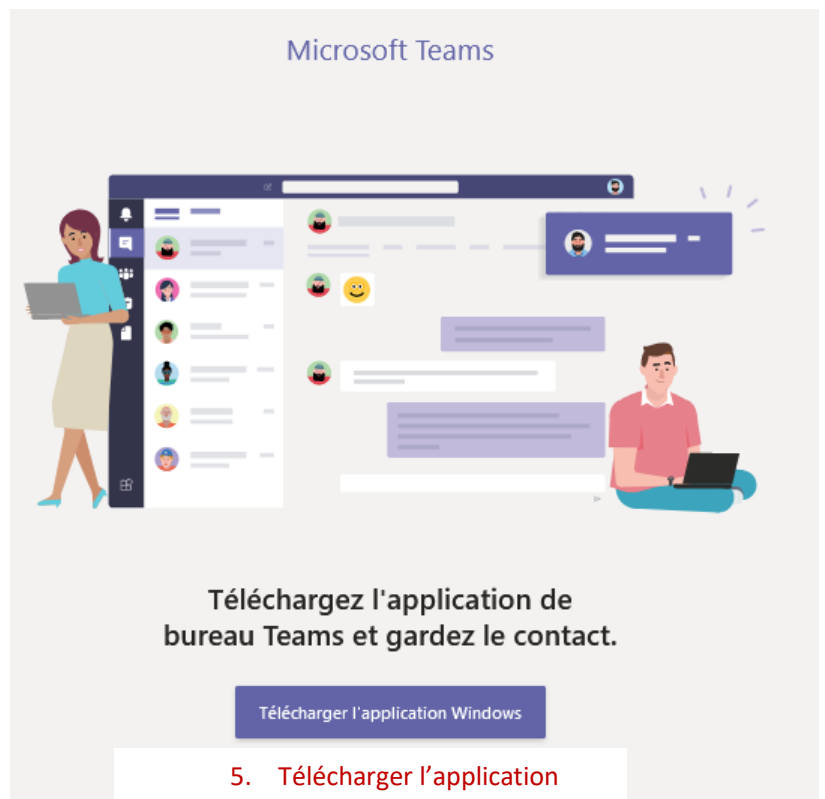 Microsoft Teams
Téléchargez l'application de
bureau Teams et gardez le contact.
Télécharger l'application Windows
5. Télécharger l’application